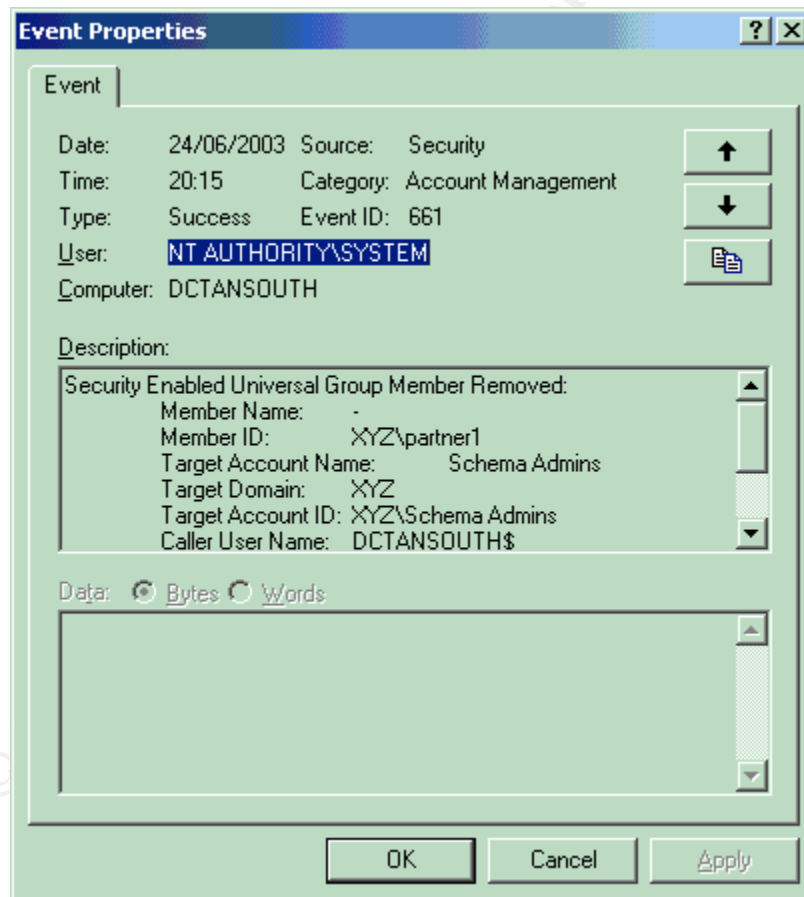 Event Properties
Event
Date: 24/06/2003 Source: Security
Time: 20:15 Category: Account Management
Type: Success Event ID: 661
User: NT AUTHORITY\SYSTEM
Computer: DCTANSOUTH
Description:
Security Enabled Universal Group Member Removed:
Member Name: -
Member ID: XYZ\partner1
Target Account Name: Schema Admins
Target Domain: XYZ
Target Account ID: XYZ\Schema Admins
Caller User Name: DCTANSOUTH$
Data: Bytes Words
OK Cancel Apply